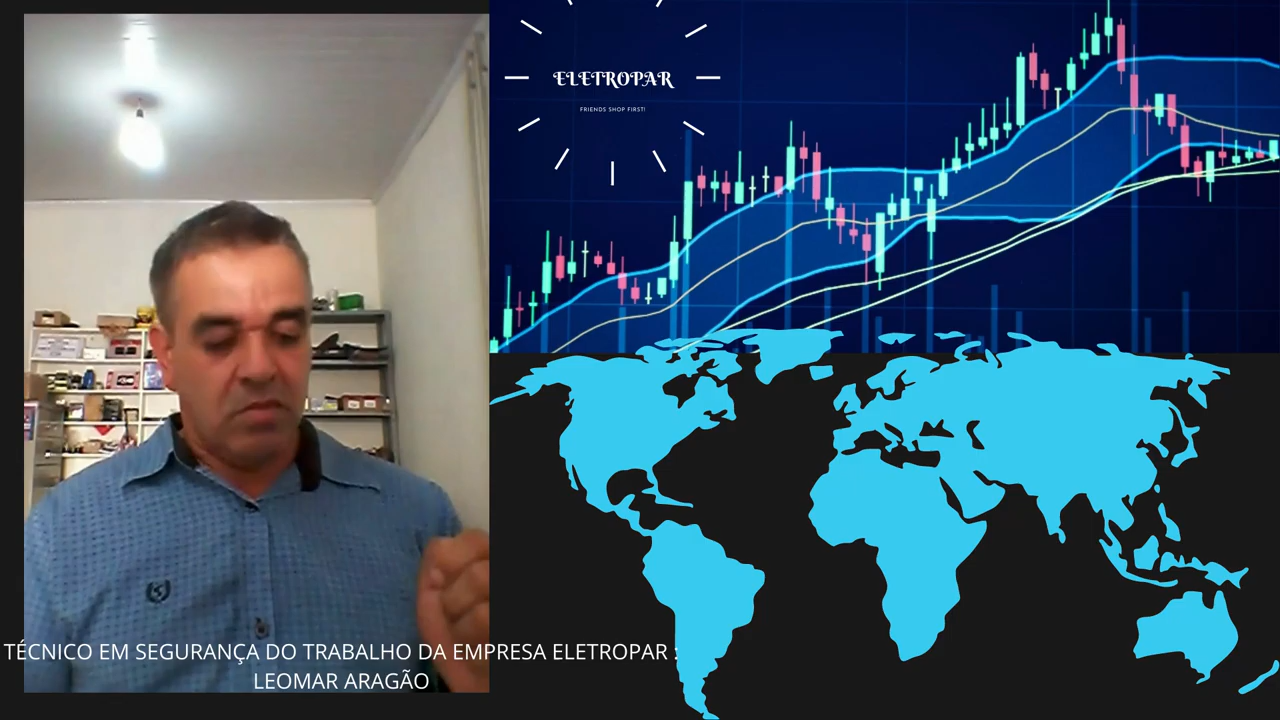 ELETROPAR
FRIENDS SHOP FIRST!
TÉCNICO EM SEGURANÇA DO TRABALHO DA EMPRESA ELETROPAR :
LEOMAR ARAGÃO